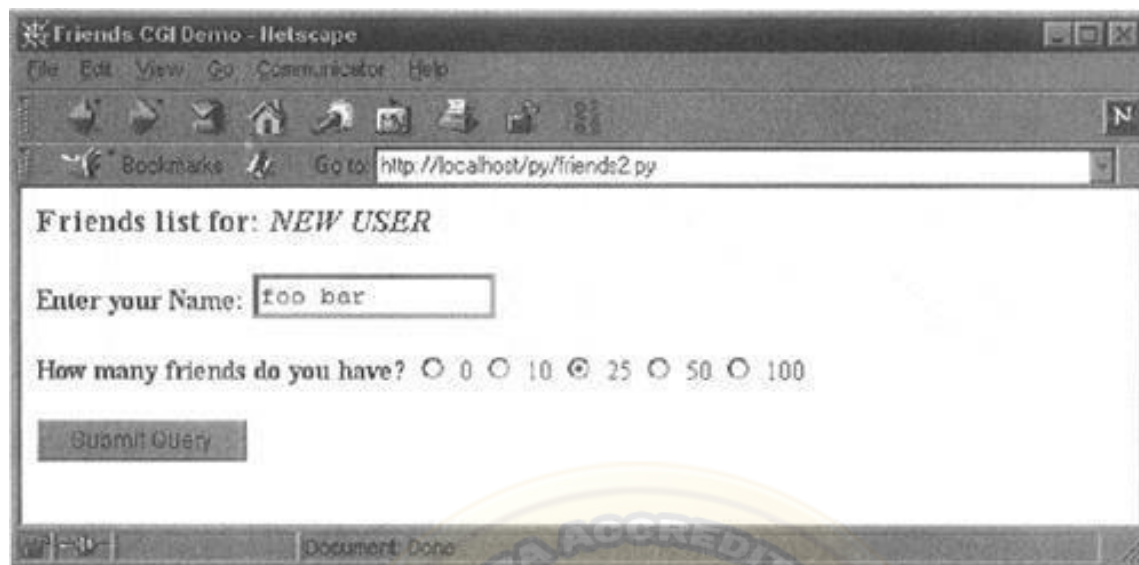 Friends CGI Demo - Netscape
File Edit View Go Communicator Help
N
Bookmarks Go to: http://localhost/py/friends2.py
Friends list for: NEW USER
Enter your Name: foo bar
How many friends do you have? 0 10 25 50 100
Submit Query
Document: Done
ACCREDIT